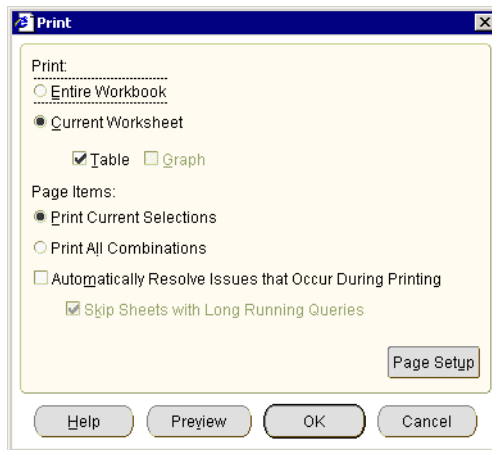 Print
Print:
Entire Workbook
Current Worksheet
Table Graph
Page Items:
Print Current Selections
Print All Combinations
Automatically Resolve Issues that Occur During Printing
Skip Sheets with Long Running Queries
Page Setup
Help Preview OK Cancel